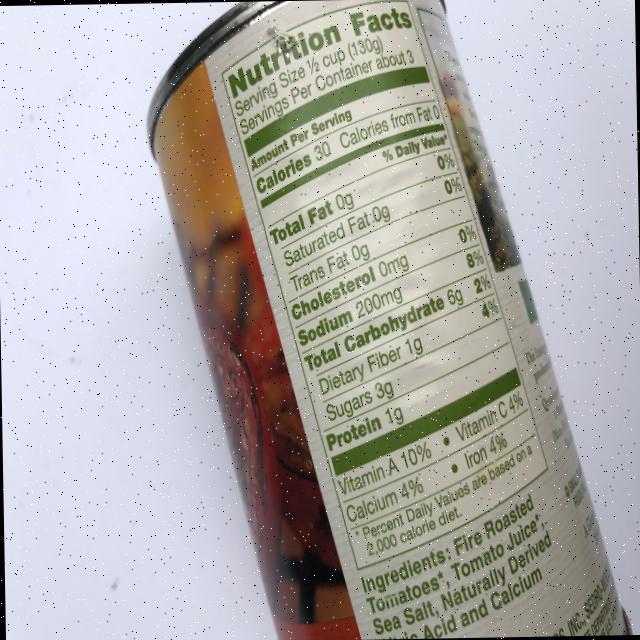 Nutrition Facts
Serving Size ½ cup (130g)
Servings Per Container about 3
Amount Per Serving
Calories 30 Calories from Fat 0
% Daily Value*
Total Fat 0g 0%
Saturated Fat 0g 0%
Trans Fat 0g
Cholesterol 0mg 0%
Sodium 200mg 8%
Total Carbohydrate 6g 2%
Dietary Fiber 1g 4%
Sugars 3g
Protein 1g
Vitamin A 10% • Vitamin C 4%
Calcium 4% • Iron 4%
*Percent Daily Values are based on a
2,000 calorie diet.
Ingredients: Fire Roasted
Tomatoes*, Tomato Juice*,
Sea Salt, Naturally Derived
Acid and Calcium